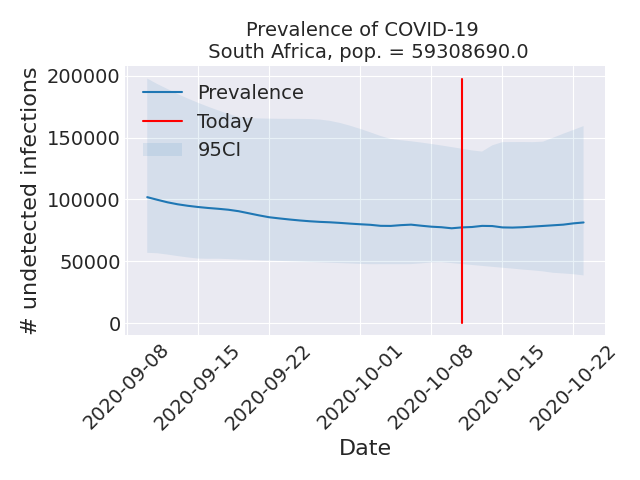 Prevalence of COVID-19
South Africa, pop. = 59308690.0
200000
150000
100000
50000
0
# undetected infections
Prevalence
Today
95CI
2020-09-08
2020-09-15
2020-09-22
2020-10-01
2020-10-08
2020-10-15
2020-10-22
Date